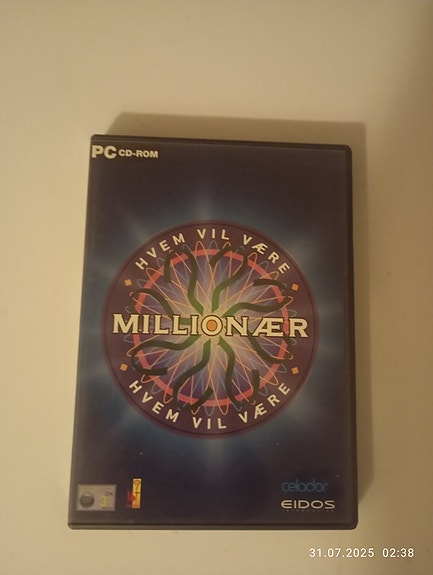 PC CD-ROM
HVEM VIL VÆRE
MILLIONÆR
HVEM VIL VÆRE
celador
EIDOS
31.07.2025 02:38